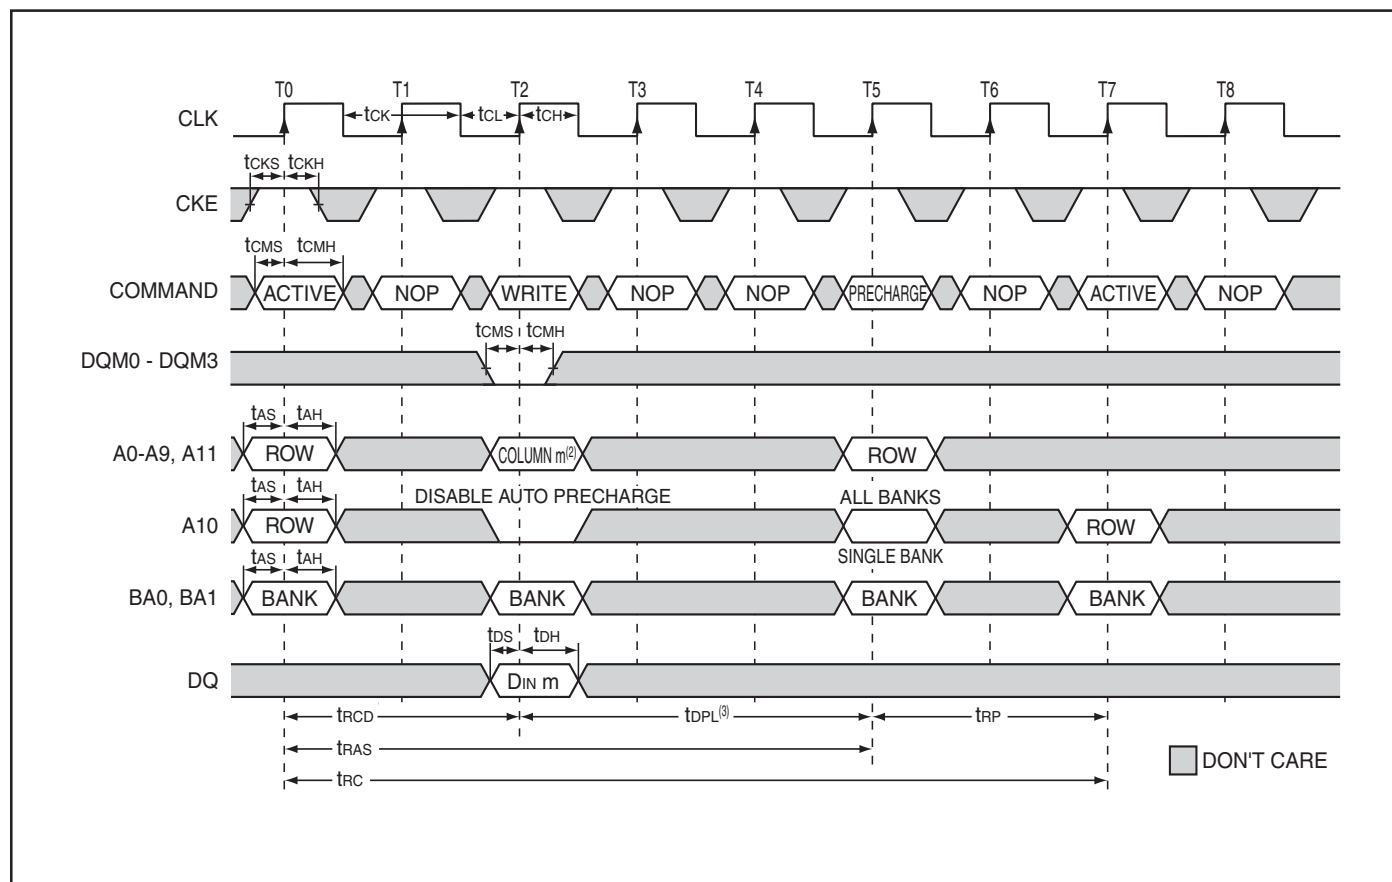 T0 T1 T2 T3 T4 T5 T6 T7 T8
CLK tCK tCL tCH
tCKS tCKH
CKE
tCMS tCMH
COMMAND ACTIVE NOP WRITE NOP NOP PRECHARGE NOP ACTIVE NOP
tCMS tCMH
DQM0 - DQM3
tAS tAH
A0-A9, A11 ROW COLUMN m(2) ROW
tAS tAH DISABLE AUTO PRECHARGE ALL BANKS
A10 ROW ROW
tAS tAH SINGLE BANK
BA0, BA1 BANK BANK BANK BANK
tDS tDH
DQ DIN m
tRCD tDPL(3) tRP
tRAS
DON'T CARE
tRC